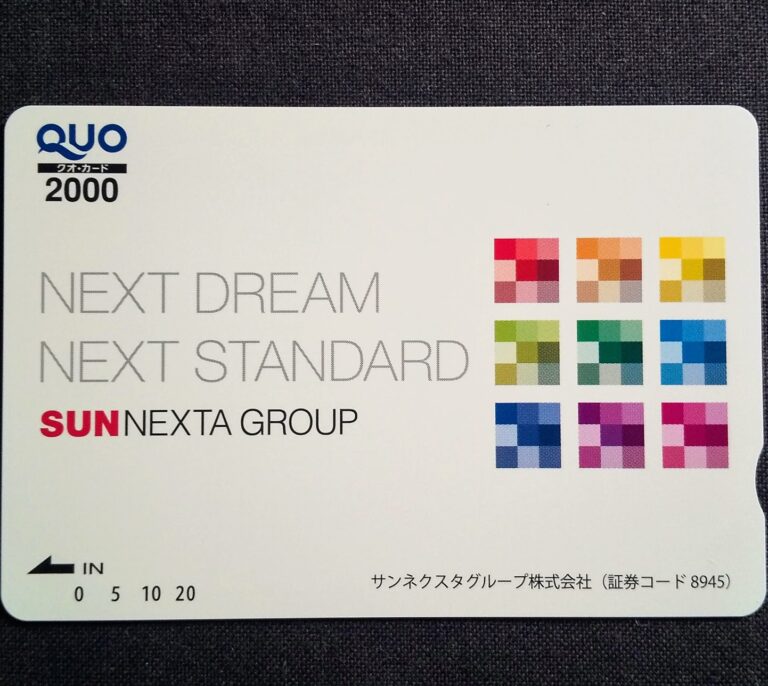 QUO
クオ・カード
2000
NEXT DREAM
NEXT STANDARD
SUNNEXTA GROUP
IN
0 5 10 20
サンネクスタグループ株式会社（証券コード 8945）